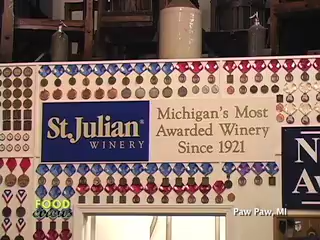 St. Julian
WINERY
Michigan's Most
Awarded Winery
Since 1921
FOOD
Paw Paw, MI